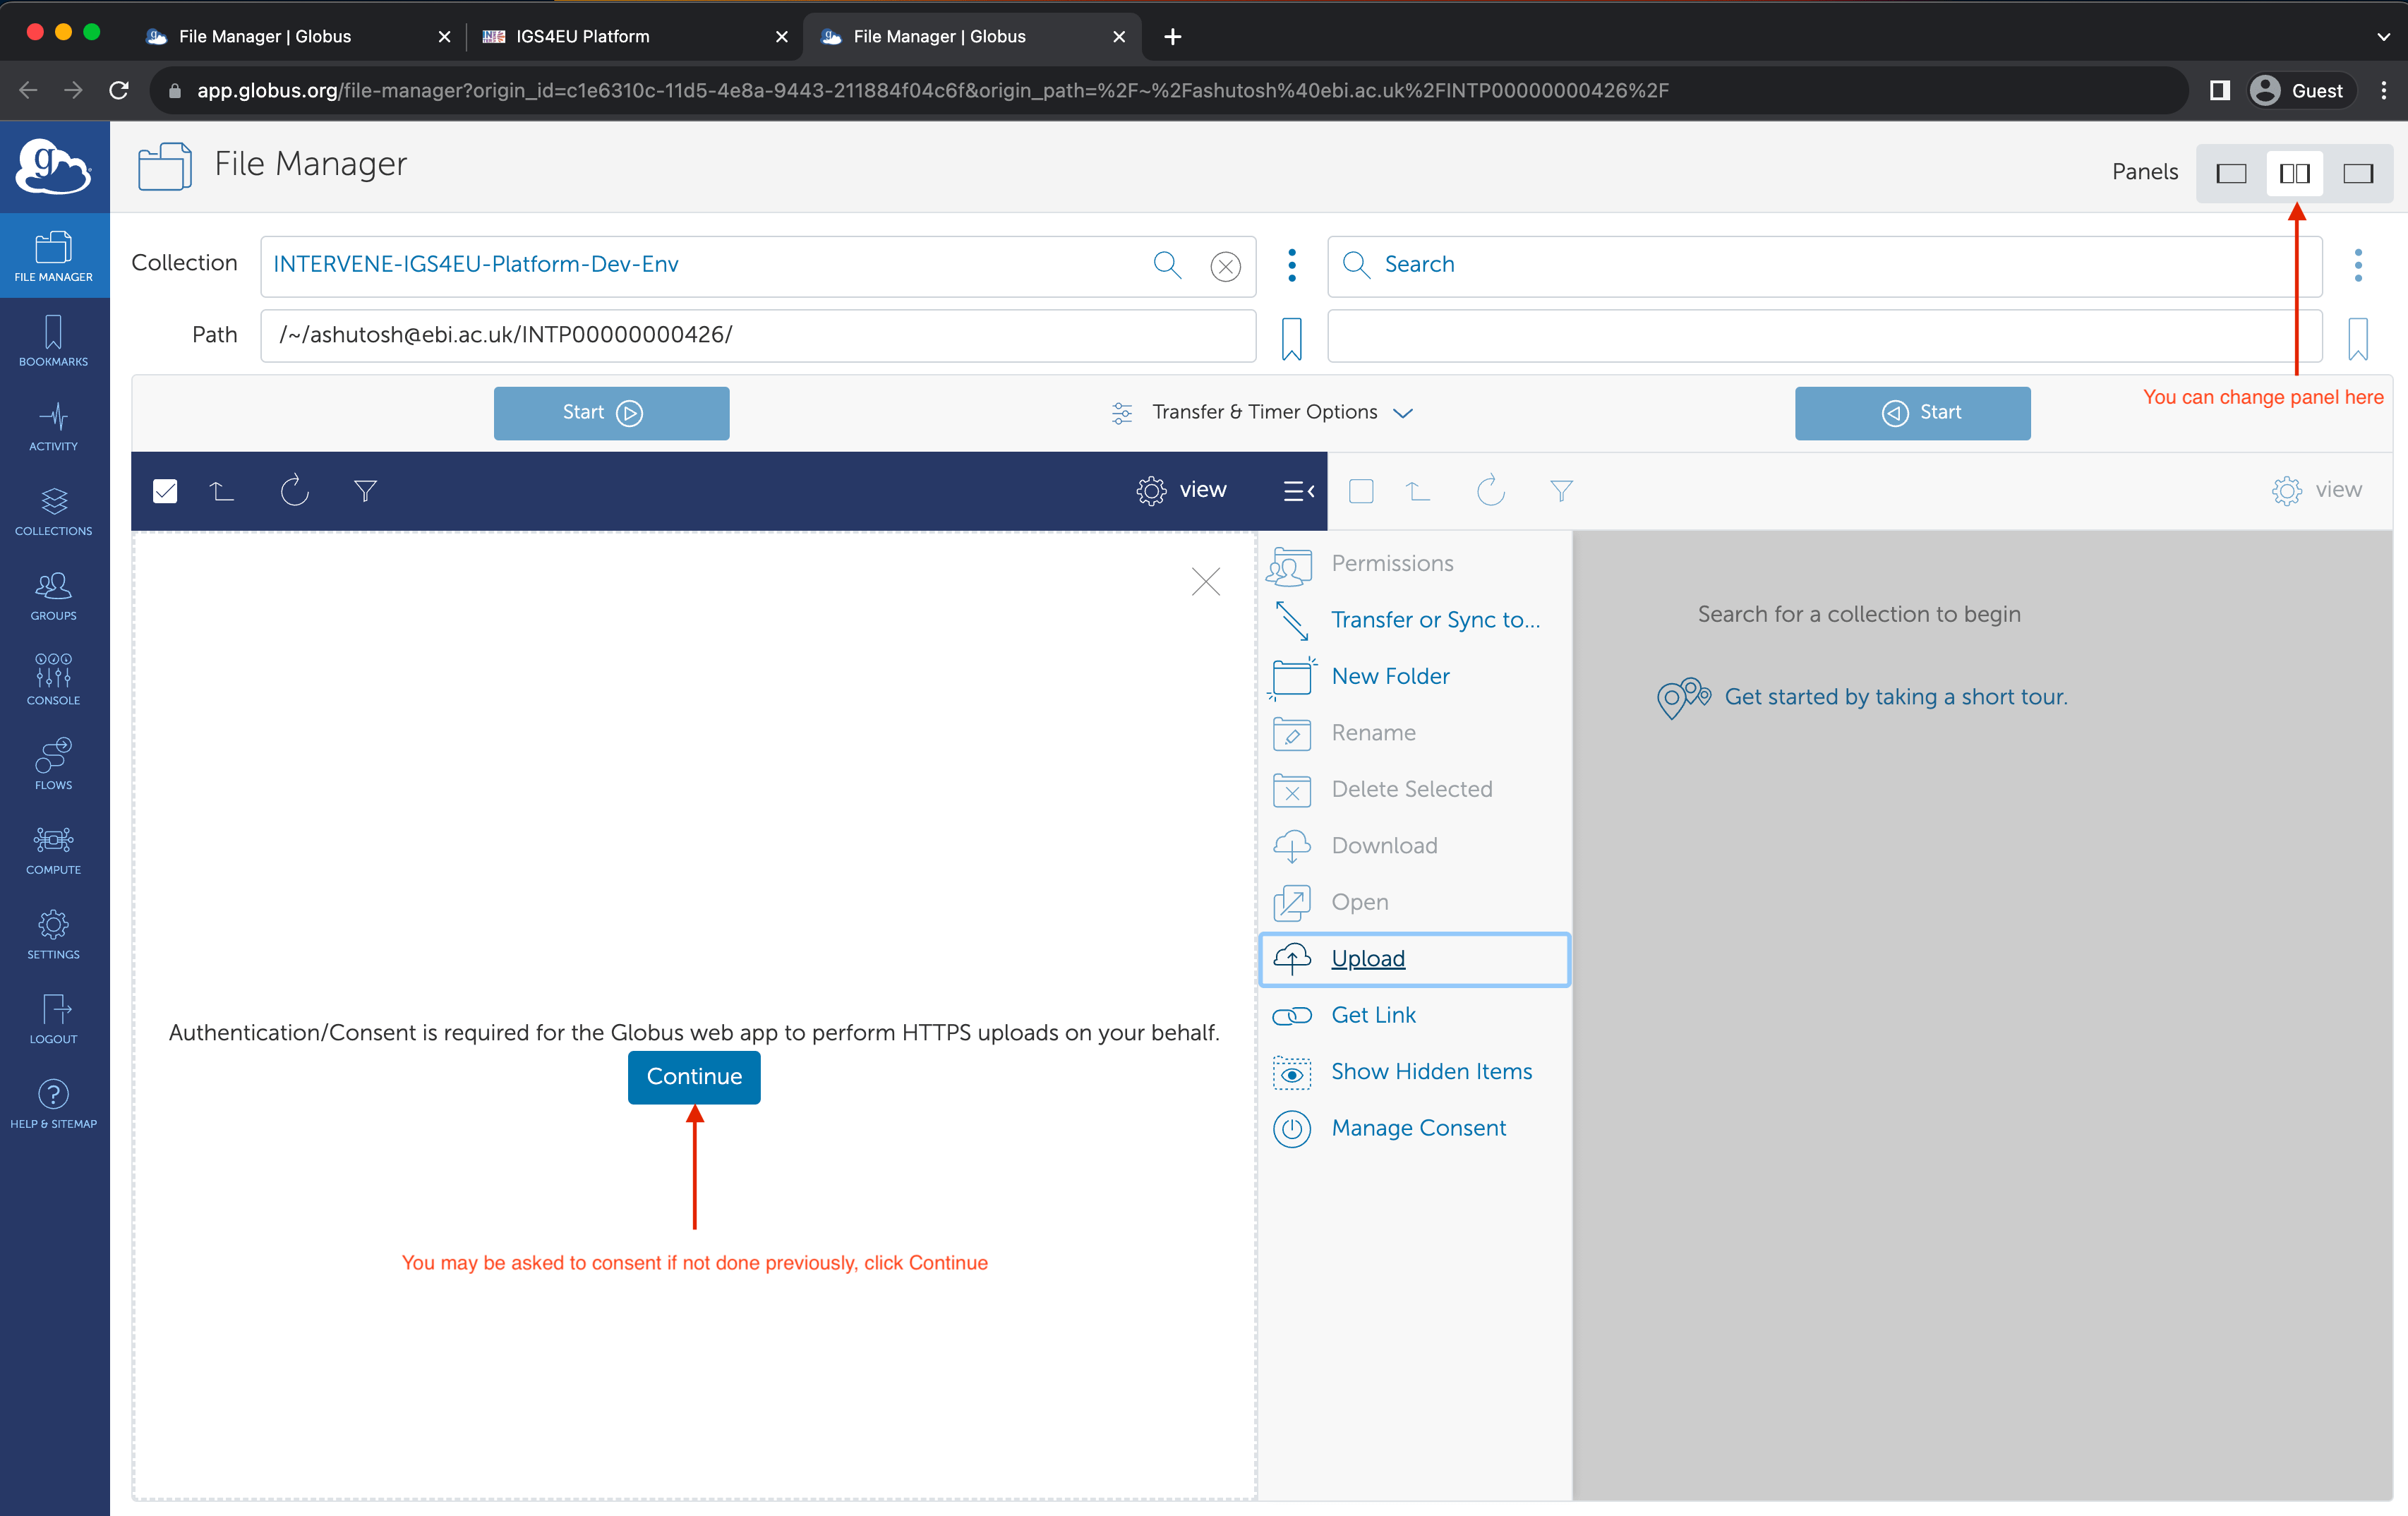 File Manager | Globus
IGS4EU Platform
File Manager | Globus
app.globus.org/file-manager?origin_id=c1e6310c-11d5-4e8a-9443-211884f04c6f&origin_path=%2F~%2Fashutosh%40ebi.ac.uk%2FINTP00000000426%2F
Guest
g
File Manager
Panels
FILE MANAGER
BOOKMARKS
ACTIVITY
COLLECTIONS
GROUPS
CONSOLE
FLOWS
COMPUTE
SETTINGS
LOGOUT
HELP & SITEMAP
Collection
INTERVENE-IGS4EU-Platform-Dev-Env
Search
Path
/~/ashutosh@ebi.ac.uk/INTP00000000426/
Start
Transfer & Timer Options
Start
You can change panel here
view
view
Permissions
Transfer or Sync to...
New Folder
Rename
Delete Selected
Download
Open
Upload
Get Link
Show Hidden Items
Manage Consent
Search for a collection to begin
Get started by taking a short tour.
Authentication/Consent is required for the Globus web app to perform HTTPS uploads on your behalf.
Continue
You may be asked to consent if not done previously, click Continue